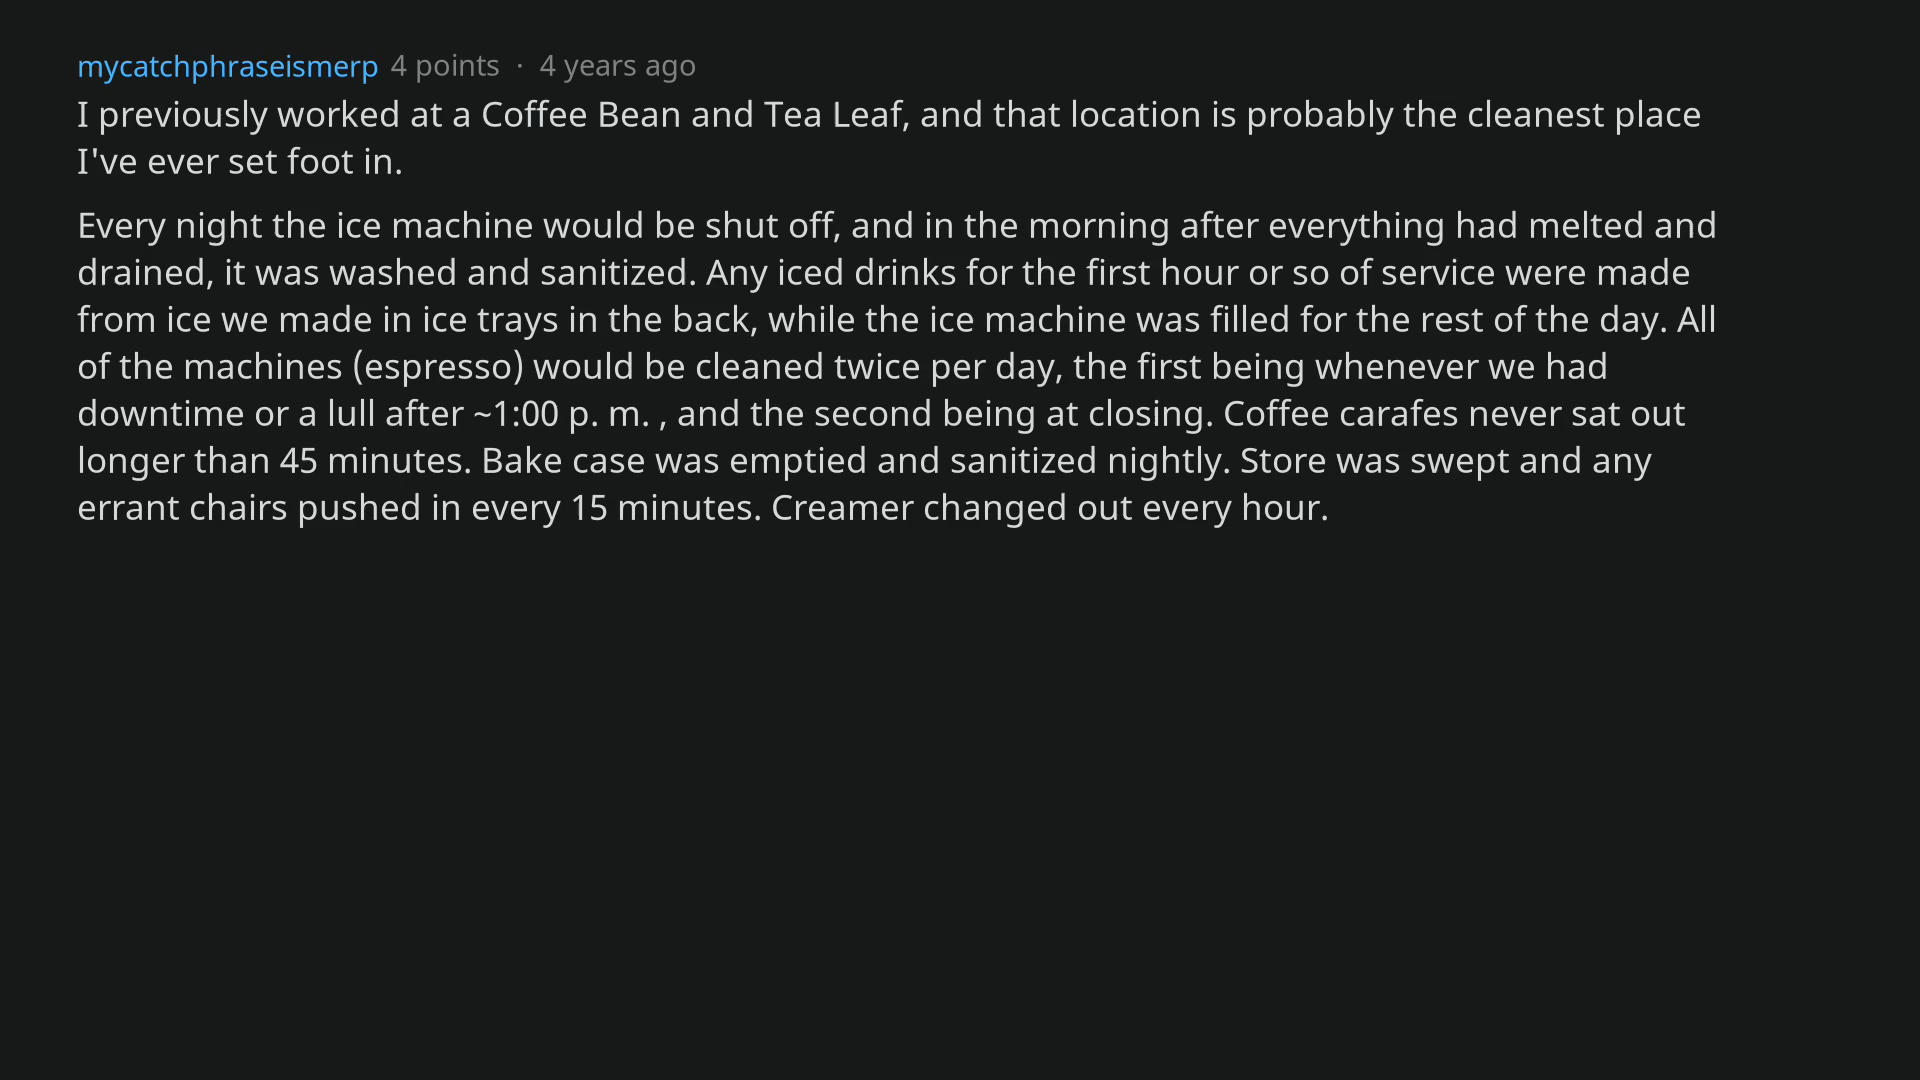 mycatchphraseismerp 4 points · 4 years ago
I previously worked at a Coffee Bean and Tea Leaf, and that location is probably the cleanest place
I've ever set foot in.
Every night the ice machine would be shut off, and in the morning after everything had melted and
drained, it was washed and sanitized. Any iced drinks for the first hour or so of service were made
from ice we made in ice trays in the back, while the ice machine was filled for the rest of the day. All
of the machines (espresso) would be cleaned twice per day, the first being whenever we had
downtime or a lull after ~1:00 p. m. , and the second being at closing. Coffee carafes never sat out
longer than 45 minutes. Bake case was emptied and sanitized nightly. Store was swept and any
errant chairs pushed in every 15 minutes. Creamer changed out every hour.